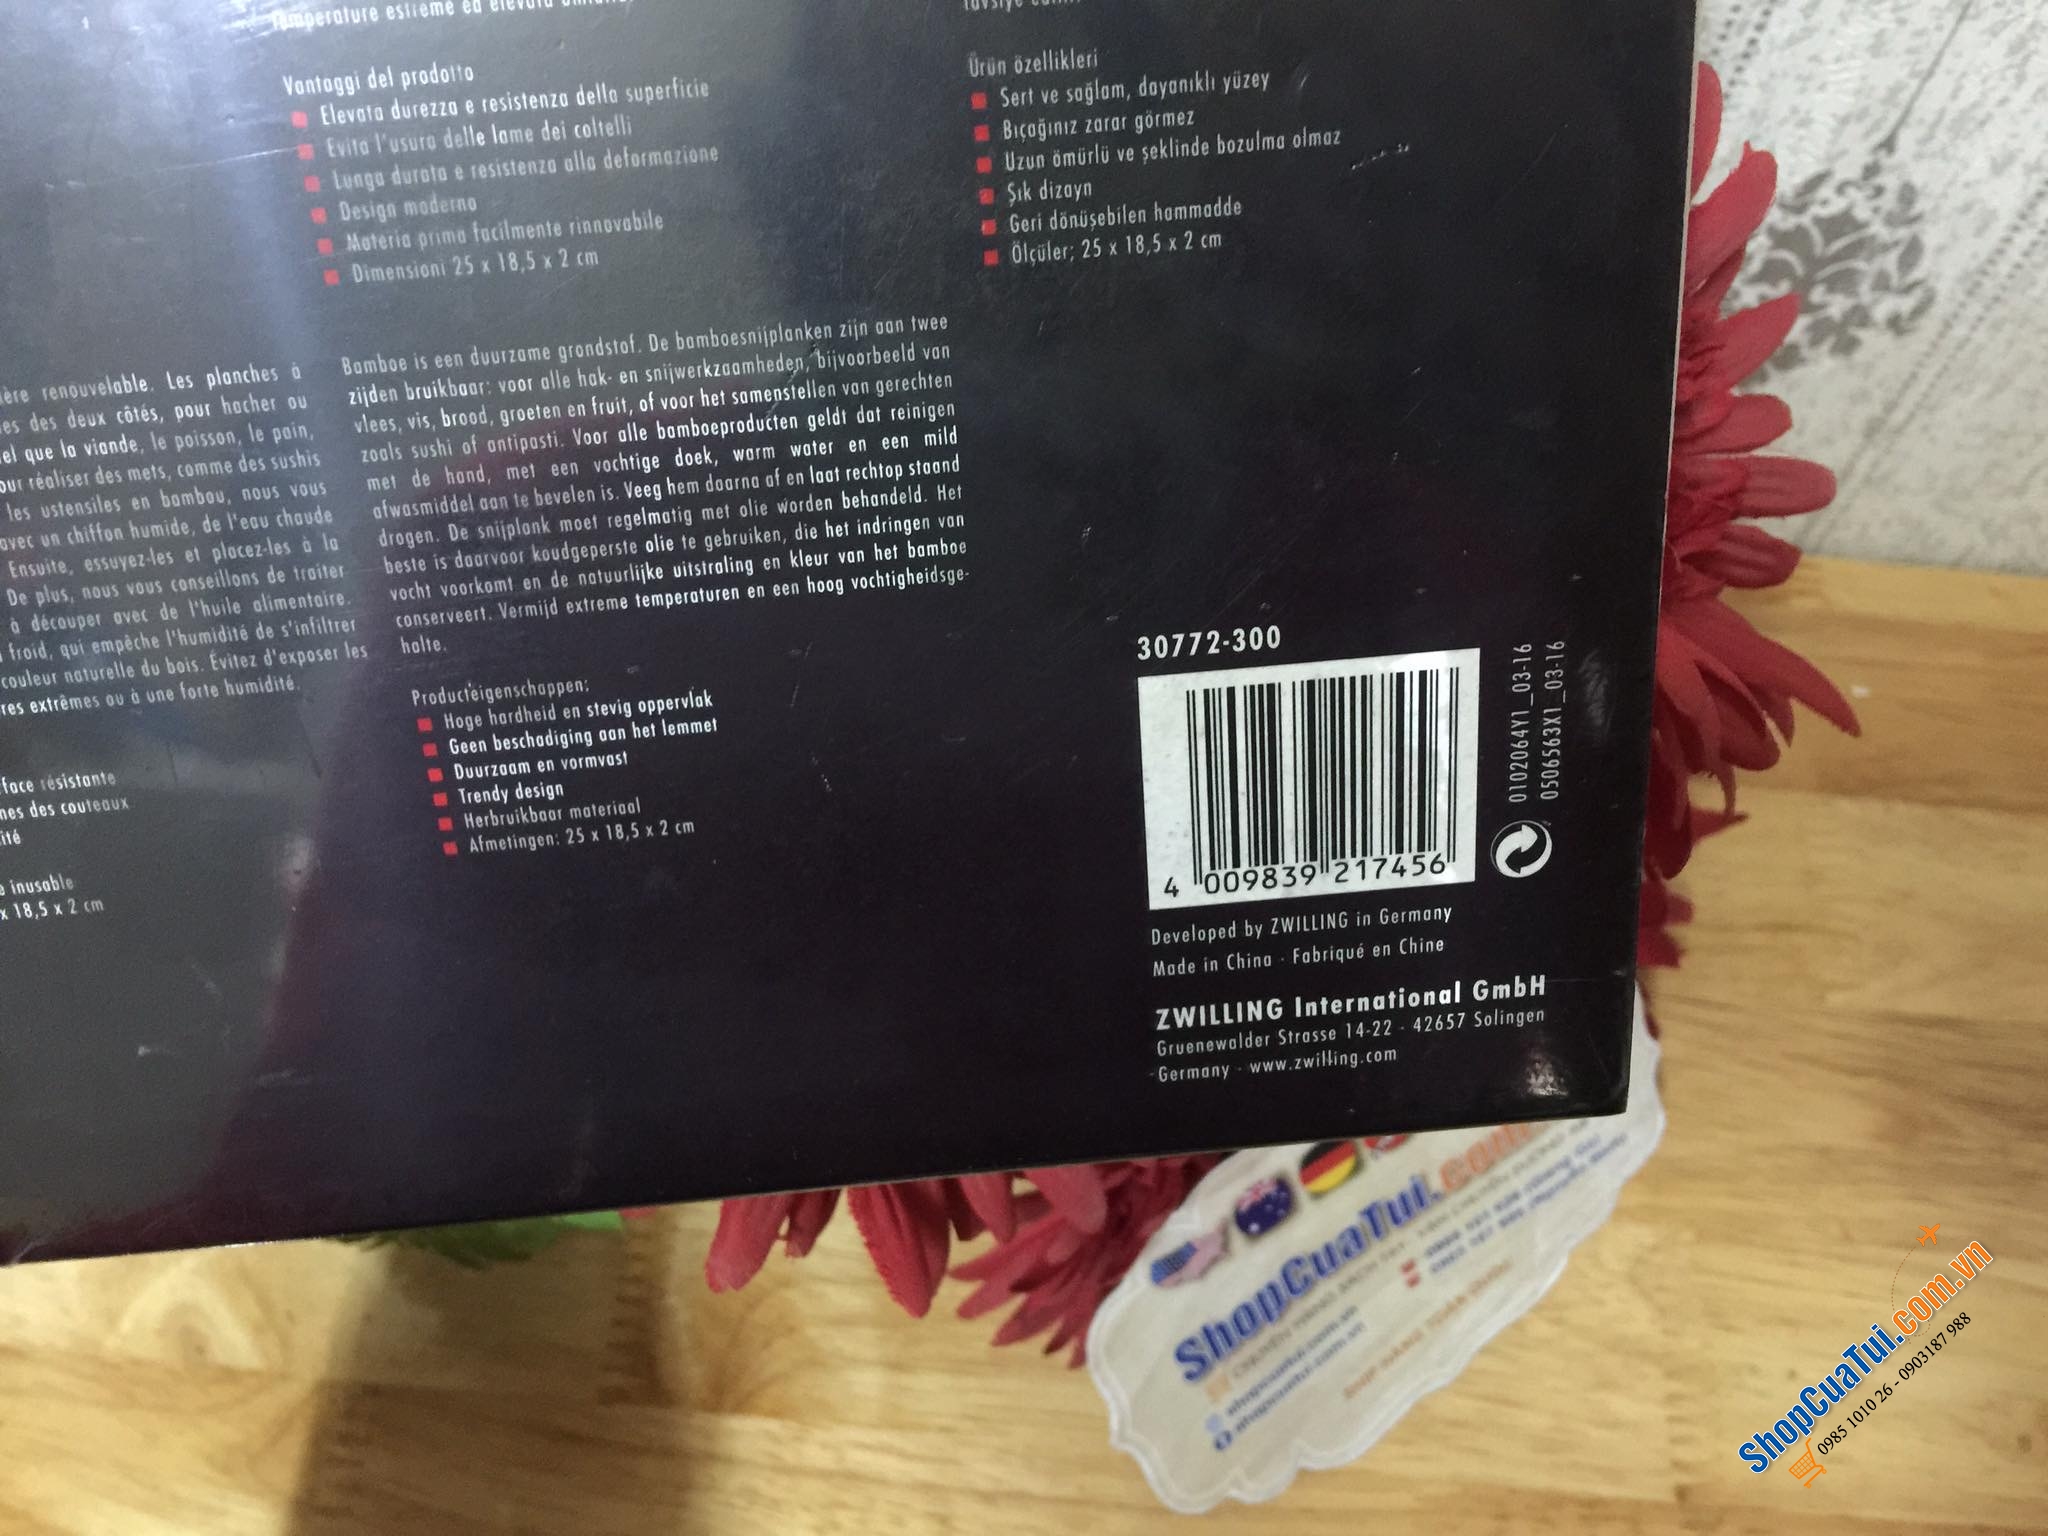 Temperature estreme ed elevata
Vantaggi del prodotto
Elevata durezza e resistenza della superficie
Evita l'usura delle lame dei coltelli
Lunga durata e resistenza alla deformazione
Design moderno
Materia prima facilmente rinnovabile
Dimensioni 25 x 18,5 x 2 cm
Ürün özellikleri
Sert ve sağlam, dayanıklı yüzey
Bıçağınız zarar görmez
Uzun ömürlü ve şeklinde bozulma olmaz
Şık dizayn
Geri dönüşebilen hammadde
Ölçüler; 25 x 18,5 x 2 cm
renouvelable. Les planches à
des deux côtés, pour hacher ou
que la viande, le poisson, le pain,
réaliser des mets, comme des sushis
les ustensiles en bambou, nous vous
avec un chiffon humide, de l'eau chaude
Ensuite, essuyez-les et placez-les à la
De plus, nous vous conseillons de traiter
à découper avec de l'huile alimentaire.
froid, qui empêche l'humidité de s'infiltrer
couleur naturelle du bois. Évitez d'exposer les
extrêmes ou à une forte humidité.
résistante
des couteaux
inusable
x 18,5 x 2 cm
Bamboe is een duurzame grondstof. De bamboesnijplanken zijn aan twee
zijden bruikbaar: voor alle hak- en snijwerkzaamheden, bijvoorbeeld van
vlees, vis, brood, groeten en fruit, of voor het samenstellen van gerechten
zoals sushi of antipasti. Voor alle bamboeproducten geldt dat reinigen
met de hand, met een vochtige doek, warm water en een mild
afwasmiddel aan te bevelen is. Veeg hem daarna af en laat rechtop staand
drogen. De snijplank moet regelmatig met olie worden behandeld. Het
beste is daarvoor koudgeperste olie te gebruiken, die het indringen van
vocht voorkomt en de natuurlijke uitstraling en kleur van het bamboe
conserveert. Vermijd extreme temperaturen en een hoog vochtigheidsge-
halte.
Producteigenschappen:
Hoge hardheid en stevig oppervlak
Geen beschadiging aan het lemmet
Duurzaam en vormvast
Trendy design
Herbruikbaar materiaal
Afmetingen: 25 x 18,5 x 2 cm
30772-300
4 009839 217456
0102064Y1_03-16
0506563X1_03-16
Developed by ZWILLING in Germany
Made in China · Fabriqué en Chine
ZWILLING International GmbH
Gruenewalder Strasse 14-22 · 42657 Solingen
Germany · www.zwilling.com
ShopCuaTui.com
ShopCuaTui.com.vn
0985 1010 26 - 0903187 988